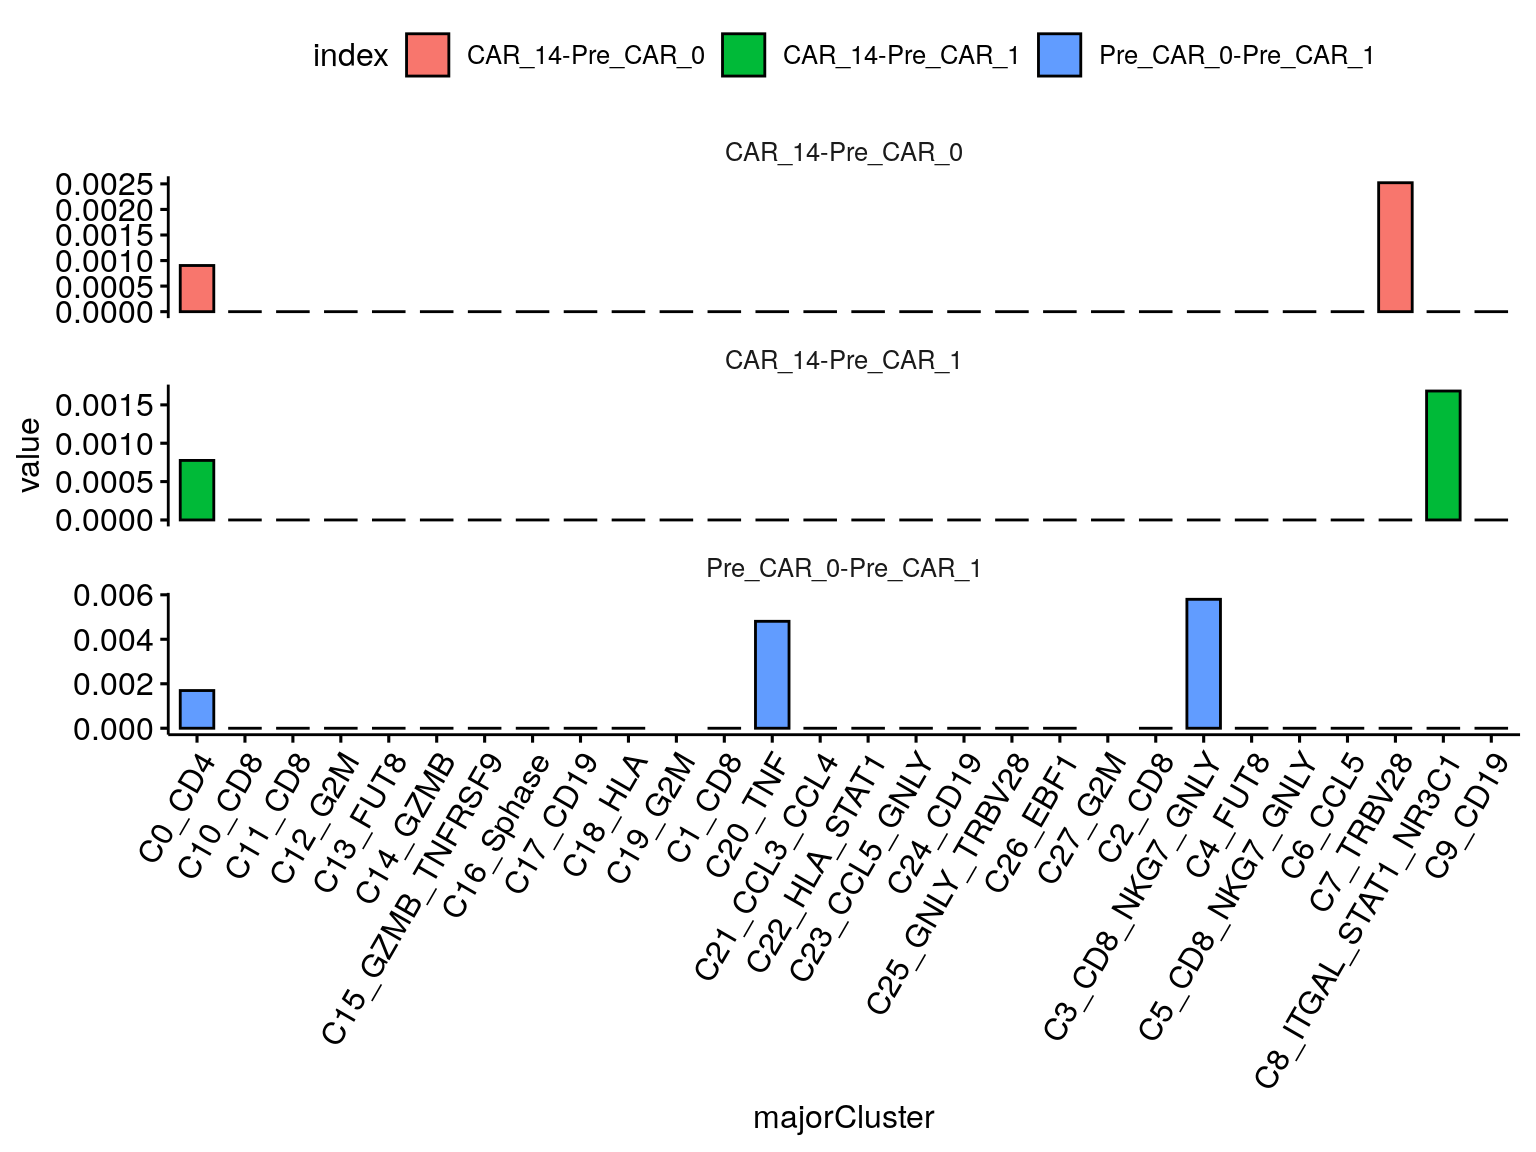 index CAR_14-Pre_CAR_0 CAR_14-Pre_CAR_1 Pre_CAR_0-Pre_CAR_1
CAR_14-Pre_CAR_0
0.0025
0.0020
0.0015
0.0010
0.0005
0.0000
CAR_14-Pre_CAR_1
0.0015
0.0010
0.0005
0.0000
value
Pre_CAR_0-Pre_CAR_1
0.006
0.004
0.002
0.000
C0_CD4
C10_CD8
C11_CD8
C12_G2M
C13_FUT8
C14_GZMB
C15_GZMB_TNFRSF9
C16_Sphase
C17_CD19
C18_HLA
C19_G2M
C1_CD8
C20_TNF
C21_CCL3_CCL4
C22_HLA_STAT1
C23_CCL5_GNLY
C24_CD19
C25_GNLY_TRBV28
C26_EBF1
C27_G2M
C2_CD8
C3_CD8_NKG7_GNLY
C4_FUT8
C5_CD8_NKG7_GNLY
C6_CCL5
C7_TRBV28
C8_ITGAL_STAT1_NR3C1
C9_CD19
majorCluster